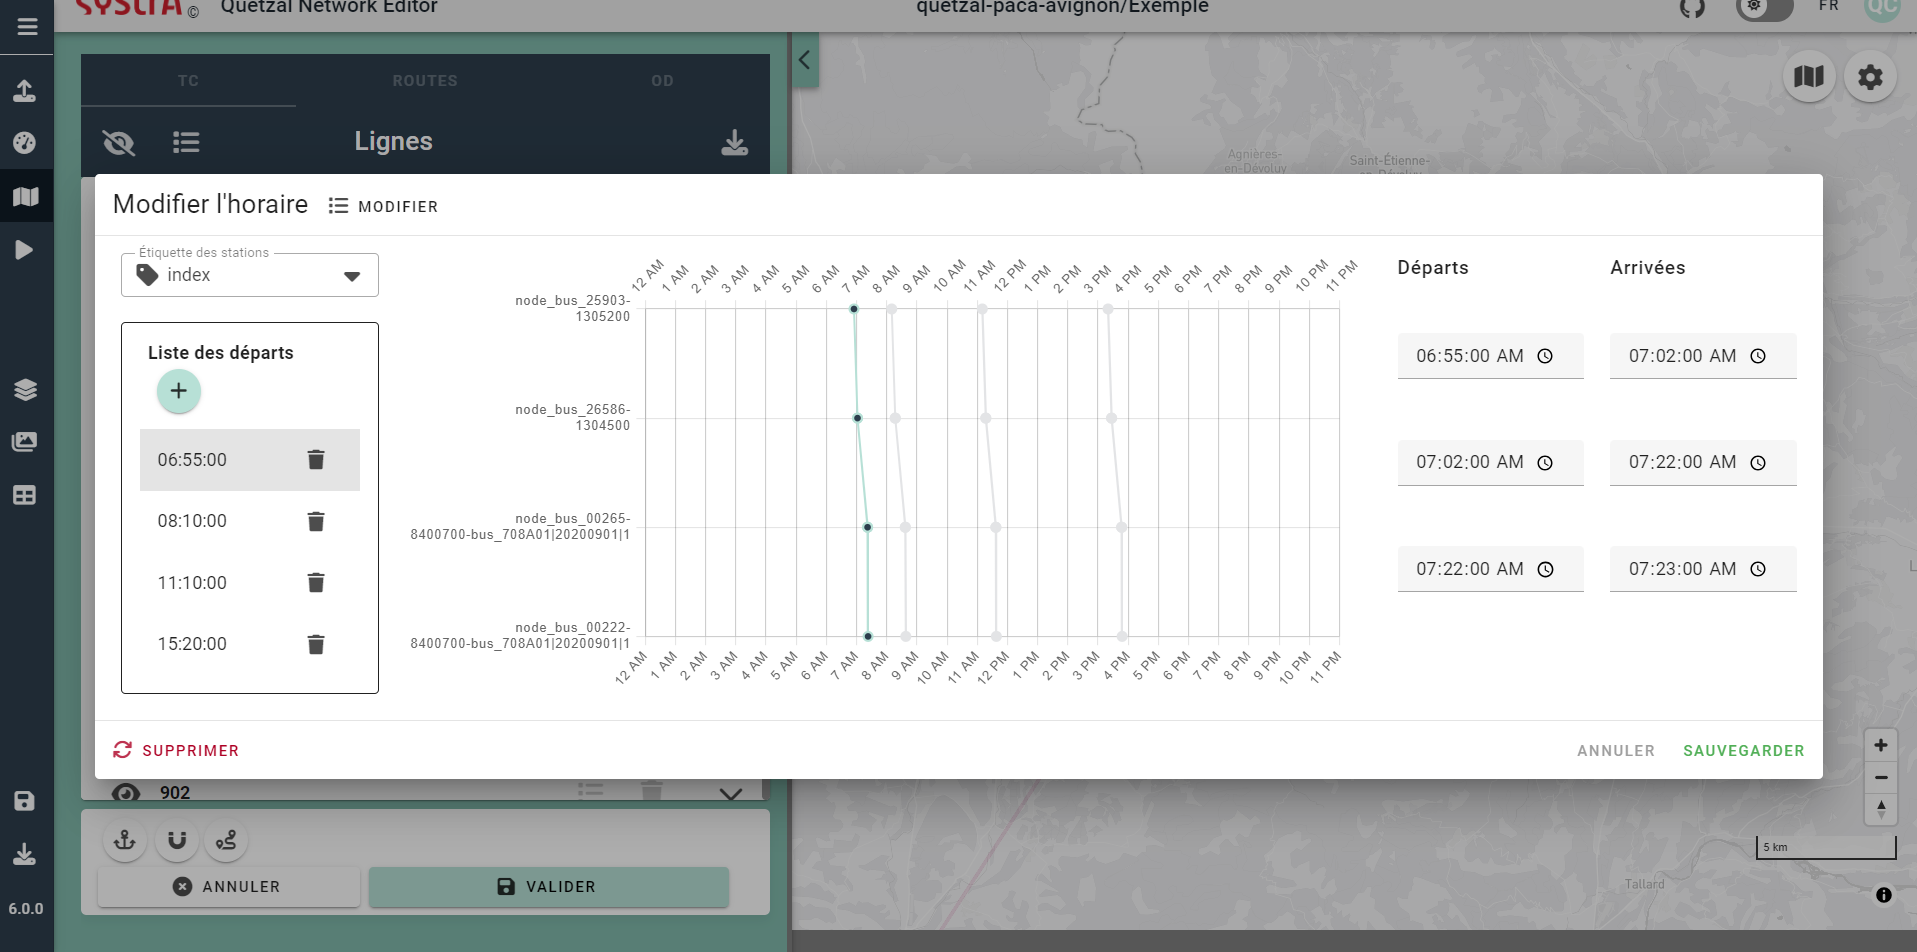 SYSTRA ©
Quetzal Network Editor
quetzal-paca-avignon/Exemple
FR
QC
TC
ROUTES
OD
Lignes
Agnières-
en-Dévoluy
Saint-Étienne-
Modifier l'horaire
MODIFIER
Étiquette des stations
index
Liste des départs
+
06:55:00
08:10:00
11:10:00
15:20:00
12 AM
1 AM
2 AM
3 AM
4 AM
5 AM
6 AM
7 AM
8 AM
9 AM
10 AM
11 AM
12 PM
1 PM
2 PM
3 PM
4 PM
5 PM
6 PM
7 PM
8 PM
9 PM
10 PM
11 PM
node_bus_25903-
1305200
node_bus_26586-
1304500
node_bus_00265-
8400700-bus_708A01|20200901|1
node_bus_00222-
8400700-bus_708A01|20200901|1
12 AM
1 AM
2 AM
3 AM
4 AM
5 AM
6 AM
7 AM
8 AM
9 AM
10 AM
11 AM
12 PM
1 PM
2 PM
3 PM
4 PM
5 PM
6 PM
7 PM
8 PM
9 PM
10 PM
11 PM
Départs
Arrivées
06:55:00 AM
07:02:00 AM
07:02:00 AM
07:22:00 AM
07:22:00 AM
07:23:00 AM
SUPPRIMER
ANNULER
SAUVEGARDER
902
ANNULER
VALIDER
6.0.0
5 km
Tallard